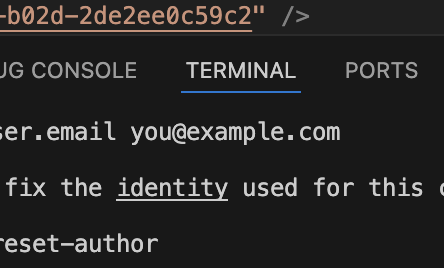 -b02d-2de2ee0c59c2" />
UG CONSOLE TERMINAL PORTS
ser.email you@example.com
fix the identity used for this
reset-author